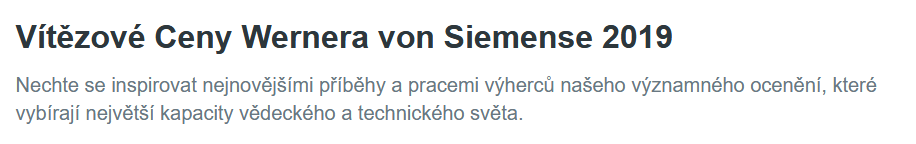 Vítězové Ceny Wernera von Siemense 2019
Nechte se inspirovat nejnovějšími příběhy a pracemi výherců našeho významného ocenění, které
vybírají největší kapacity vědeckého a technického světa.